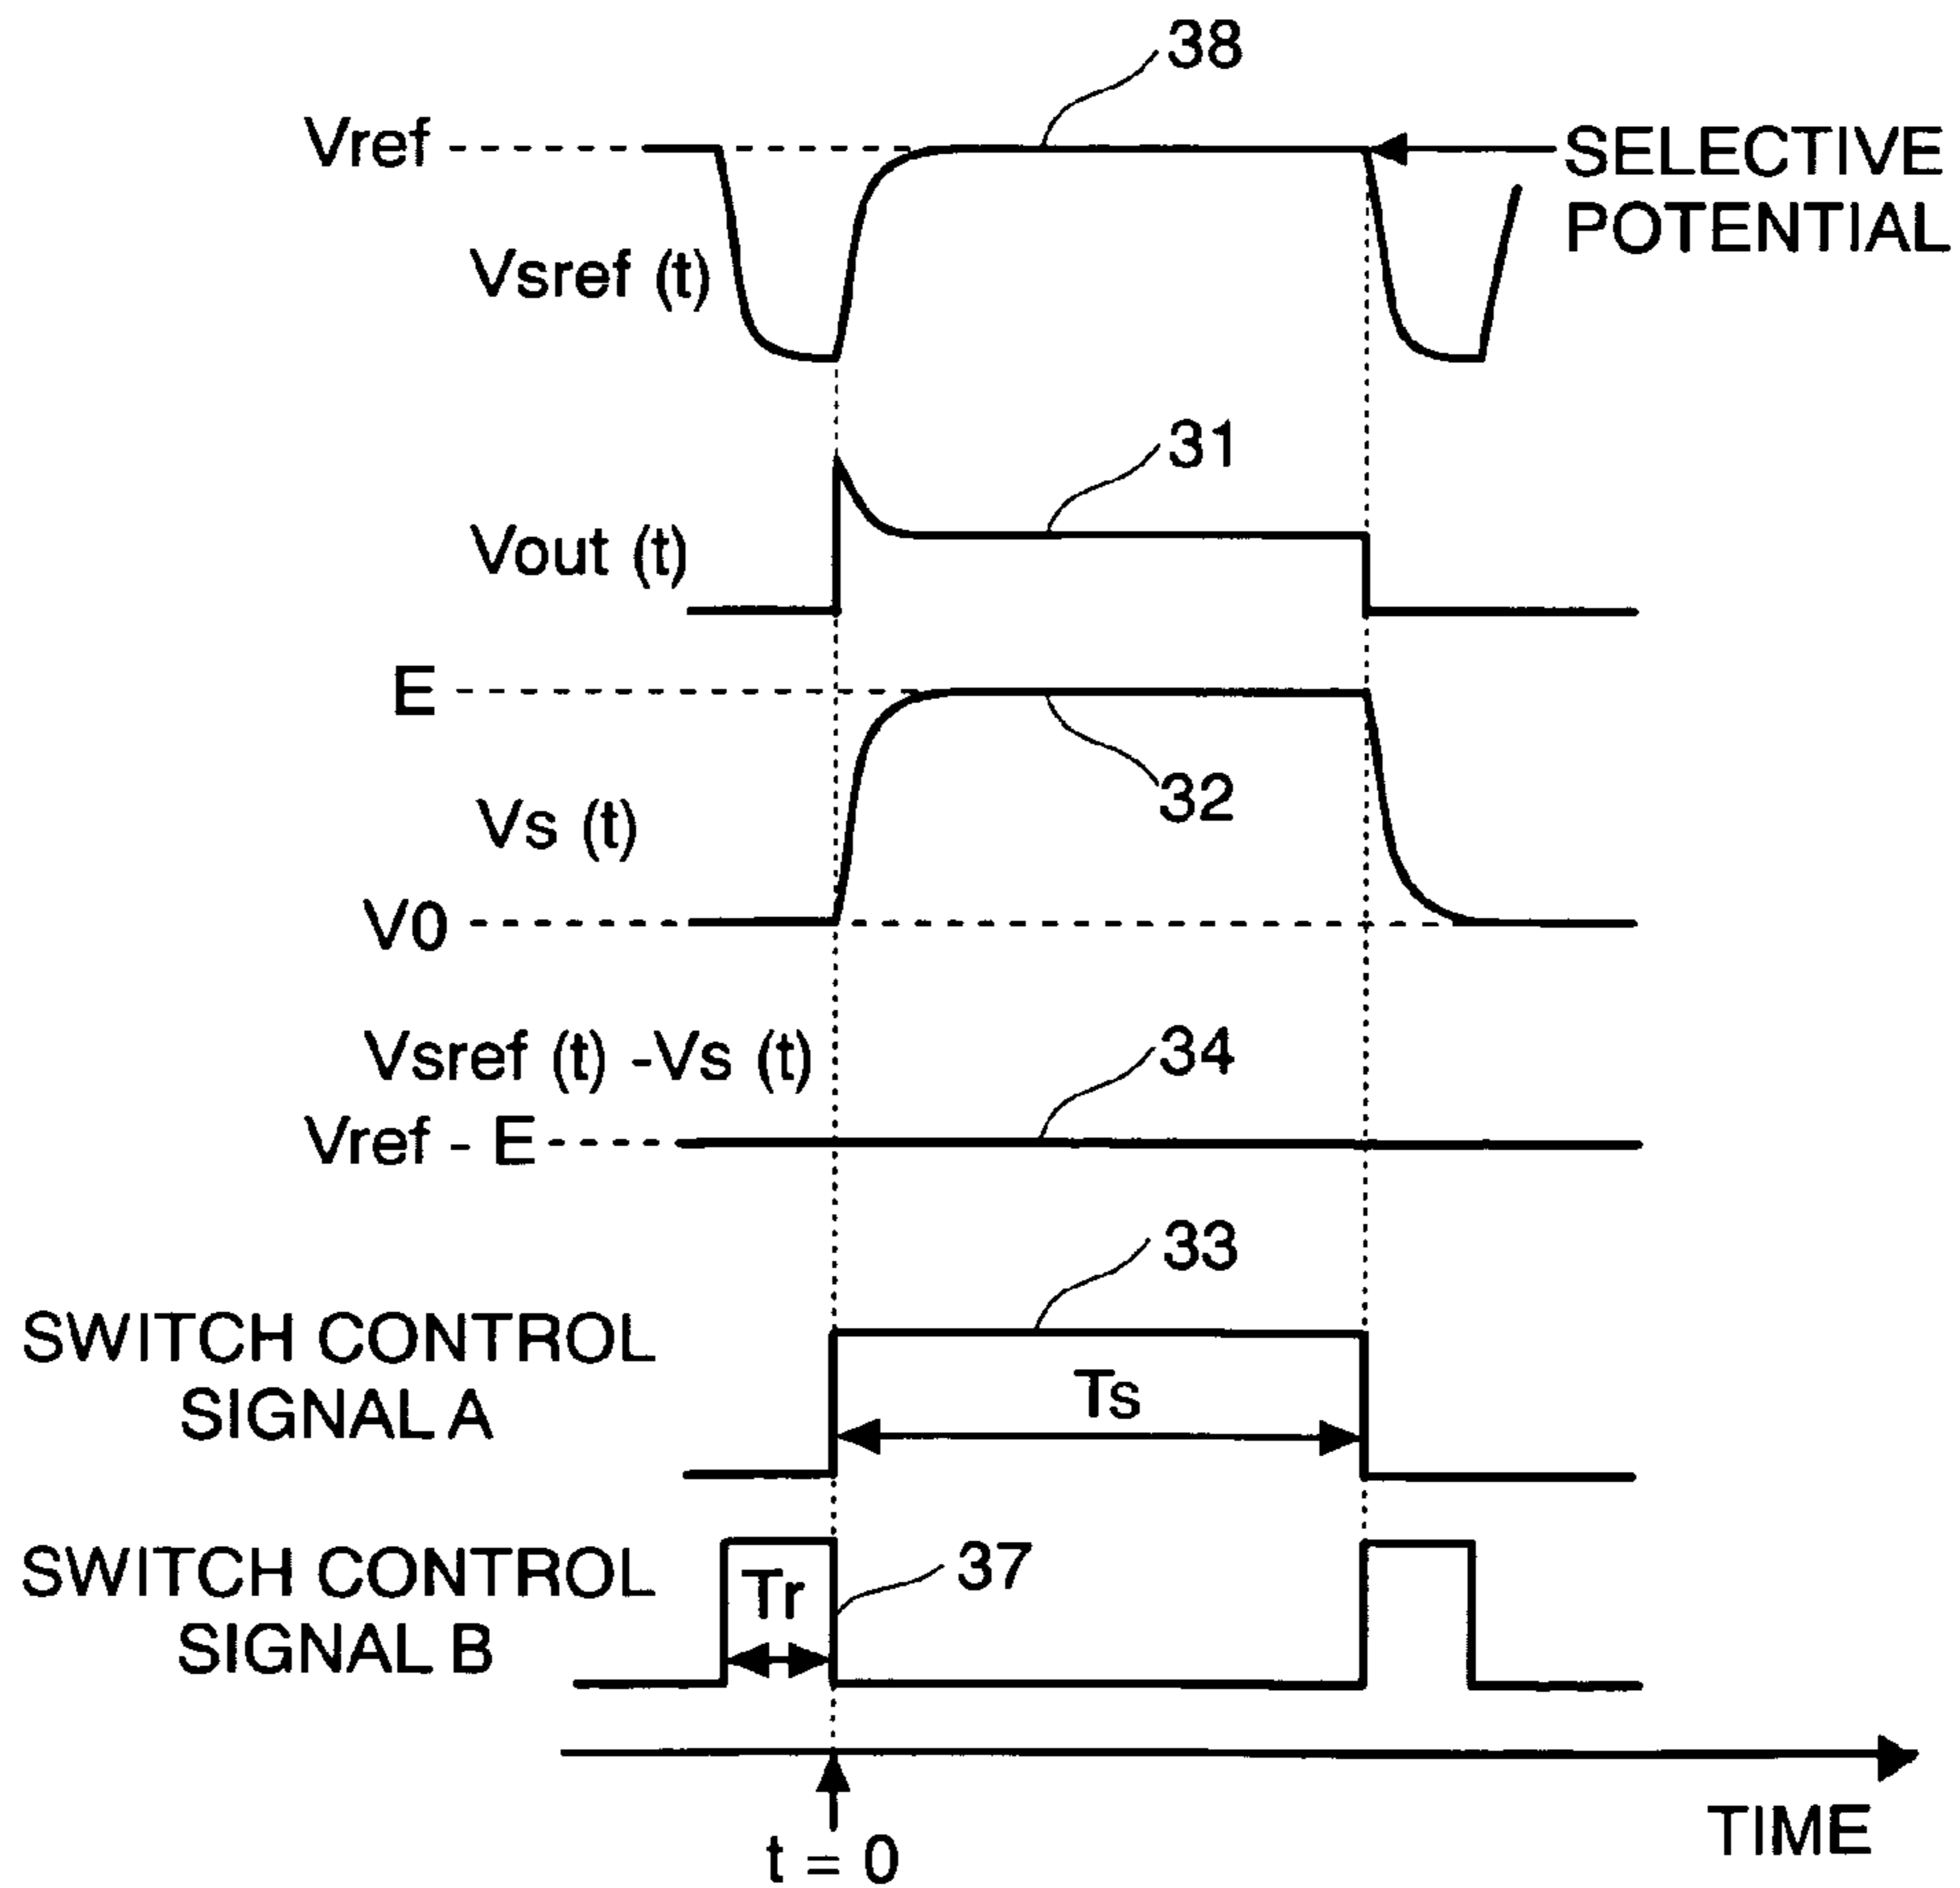 38
Vref
SELECTIVE
POTENTIAL
Vsref (t)
31
Vout (t)
E
32
Vs (t)
V0
Vsref (t) -Vs (t)
34
Vref - E
33
SWITCH CONTROL
SIGNAL A
Ts
SWITCH CONTROL
SIGNAL B
Tr
37
t = 0
TIME